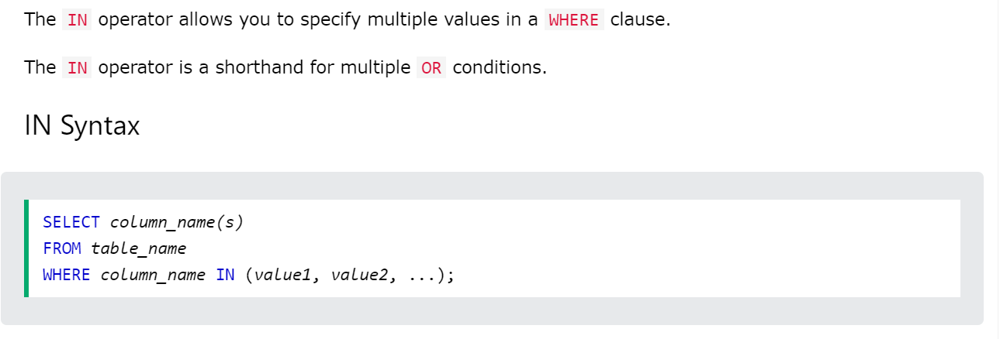 The IN operator allows you to specify multiple values in a WHERE clause.
The IN operator is a shorthand for multiple OR conditions.
IN Syntax
SELECT column_name(s)
FROM table_name
WHERE column_name IN (value1, value2, ...);